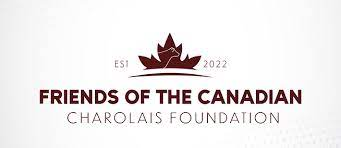 EST 2022
FRIENDS OF THE CANADIAN
CHAROLAIS FOUNDATION